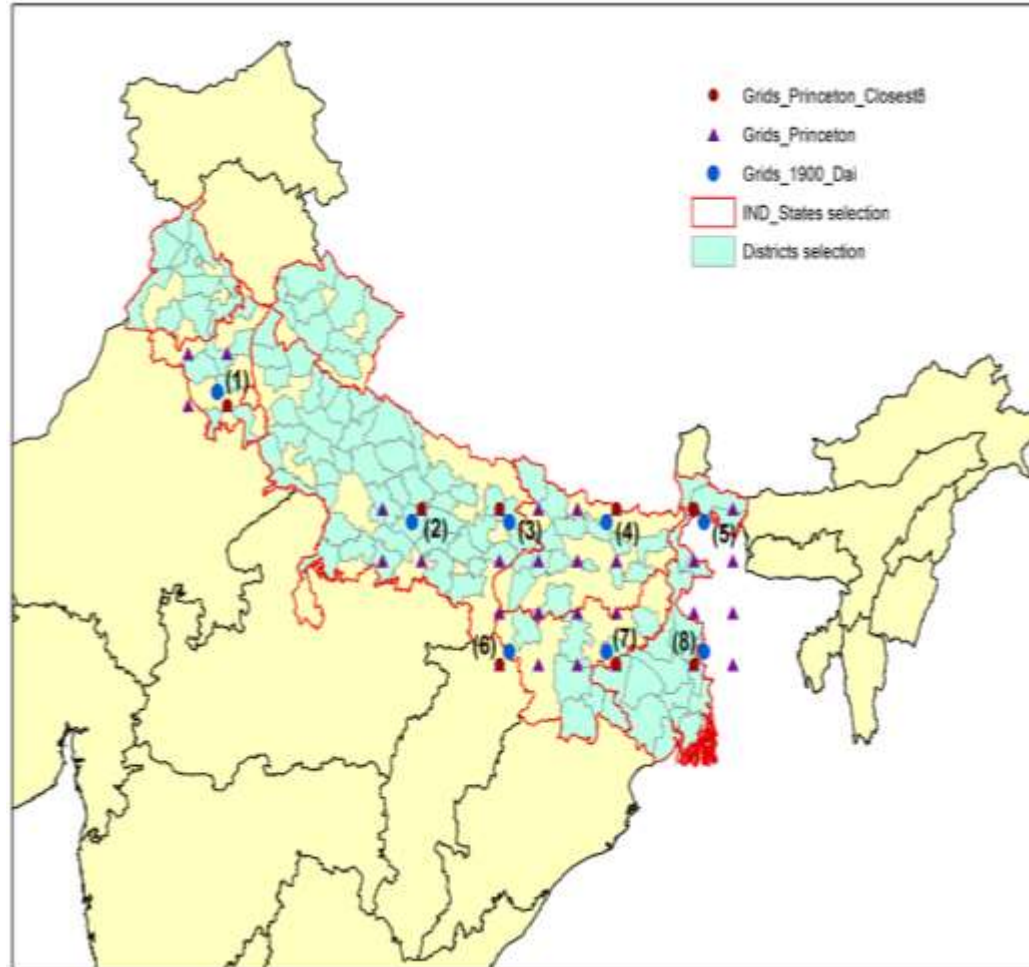 Grids_Princeton_Closest8
Grids_Princeton
Grids_1900_Dai
IND_States selection
Districts selection
(1)
(2)
(3)
(4)
(5)
(6)
(7)
(8)